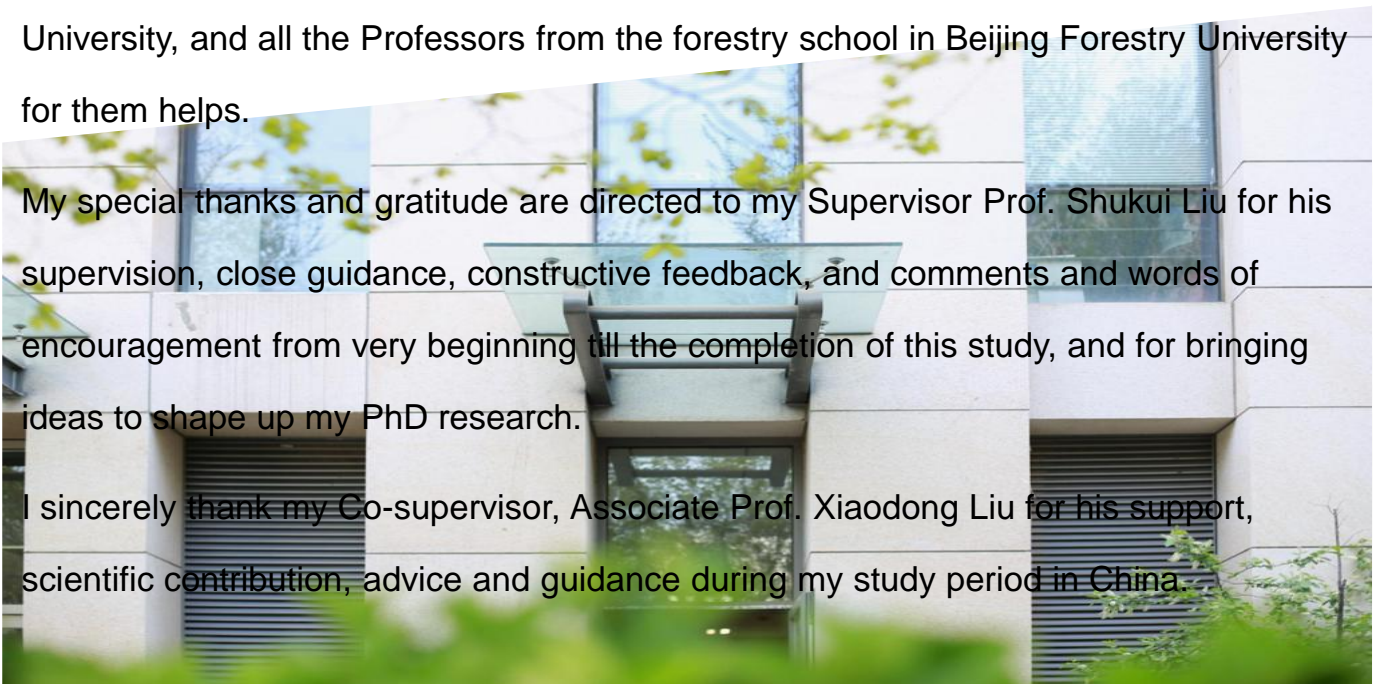 University, and all the Professors from the forestry school in Beijing Forestry University
for them helps.
My special thanks and gratitude are directed to my Supervisor Prof. Shukui Liu for his
supervision, close guidance, constructive feedback, and comments and words of
encouragement from very beginning till the completion of this study, and for bringing
ideas to shape up my PhD research.
I sincerely thank my Co-supervisor, Associate Prof. Xiaodong Liu for his support,
scientific contribution, advice and guidance during my study period in China.